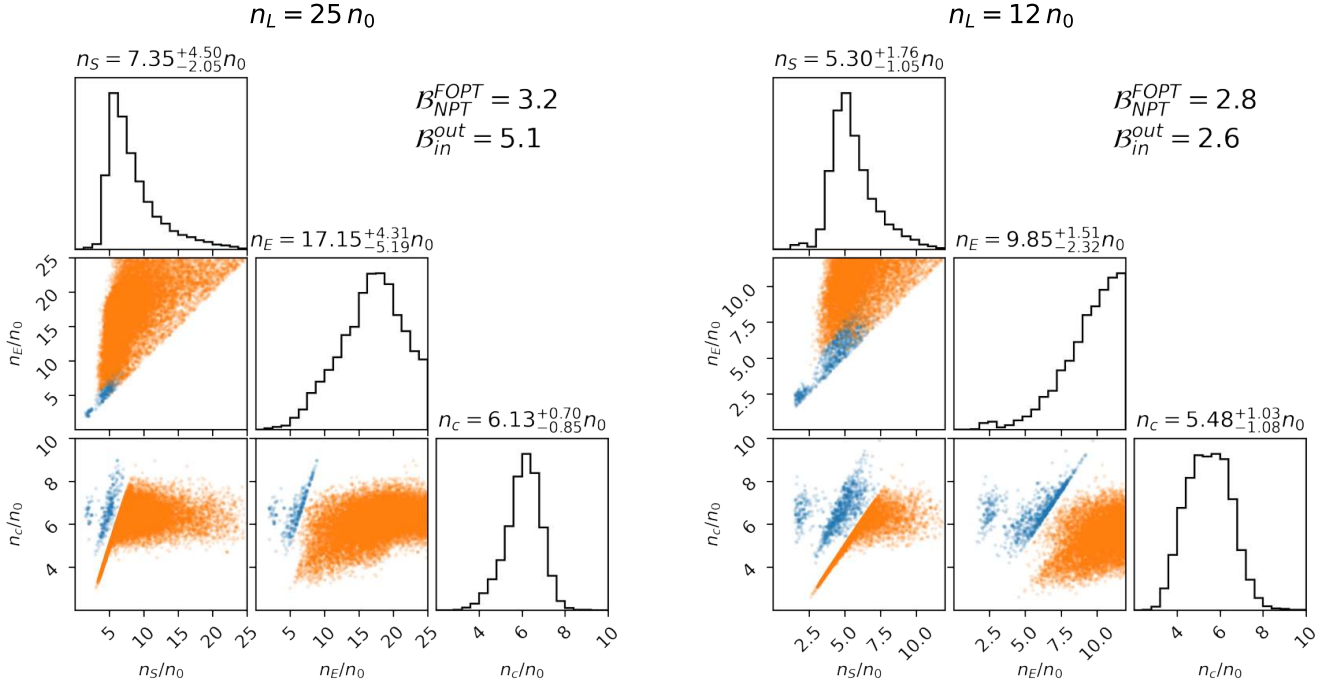 n_L = 25 n_0
n_S = 7.35^{+4.50}_{-2.05}n_0
B^{FOPT}_{NPT} = 3.2
B^{out}_{in} = 5.1
n_E = 17.15^{+4.31}_{-5.19}n_0
25
20
15
10
5
n_E/n_0
n_c = 6.13^{+0.70}_{-0.85}n_0
10
8
6
4
n_c/n_0
5
10
15
20
25
n_S/n_0
5
10
15
20
25
n_E/n_0
4
6
8
10
n_c/n_0
n_L = 12 n_0
n_S = 5.30^{+1.76}_{-1.05}n_0
B^{FOPT}_{NPT} = 2.8
B^{out}_{in} = 2.6
n_E = 9.85^{+1.51}_{-2.32}n_0
10.0
7.5
5.0
2.5
n_E/n_0
n_c = 5.48^{+1.03}_{-1.08}n_0
10
8
6
4
n_c/n_0
2.5
5.0
7.5
10.0
n_S/n_0
2.5
5.0
7.5
10.0
n_E/n_0
4
6
8
10
n_c/n_0